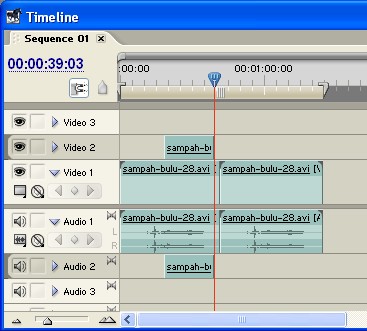 Timeline
Sequence 01
00:00:39:03
:00:00
00:01:00:00
Video 3
Video 2
sampah-bu
Video 1
sampah-bulu-28.avi
sampah-bulu-28.avi [V
Audio 1
sampah-bulu-28.avi
sampah-bulu-28.avi [A
L
R
Audio 2
sampah-bu
Audio 3